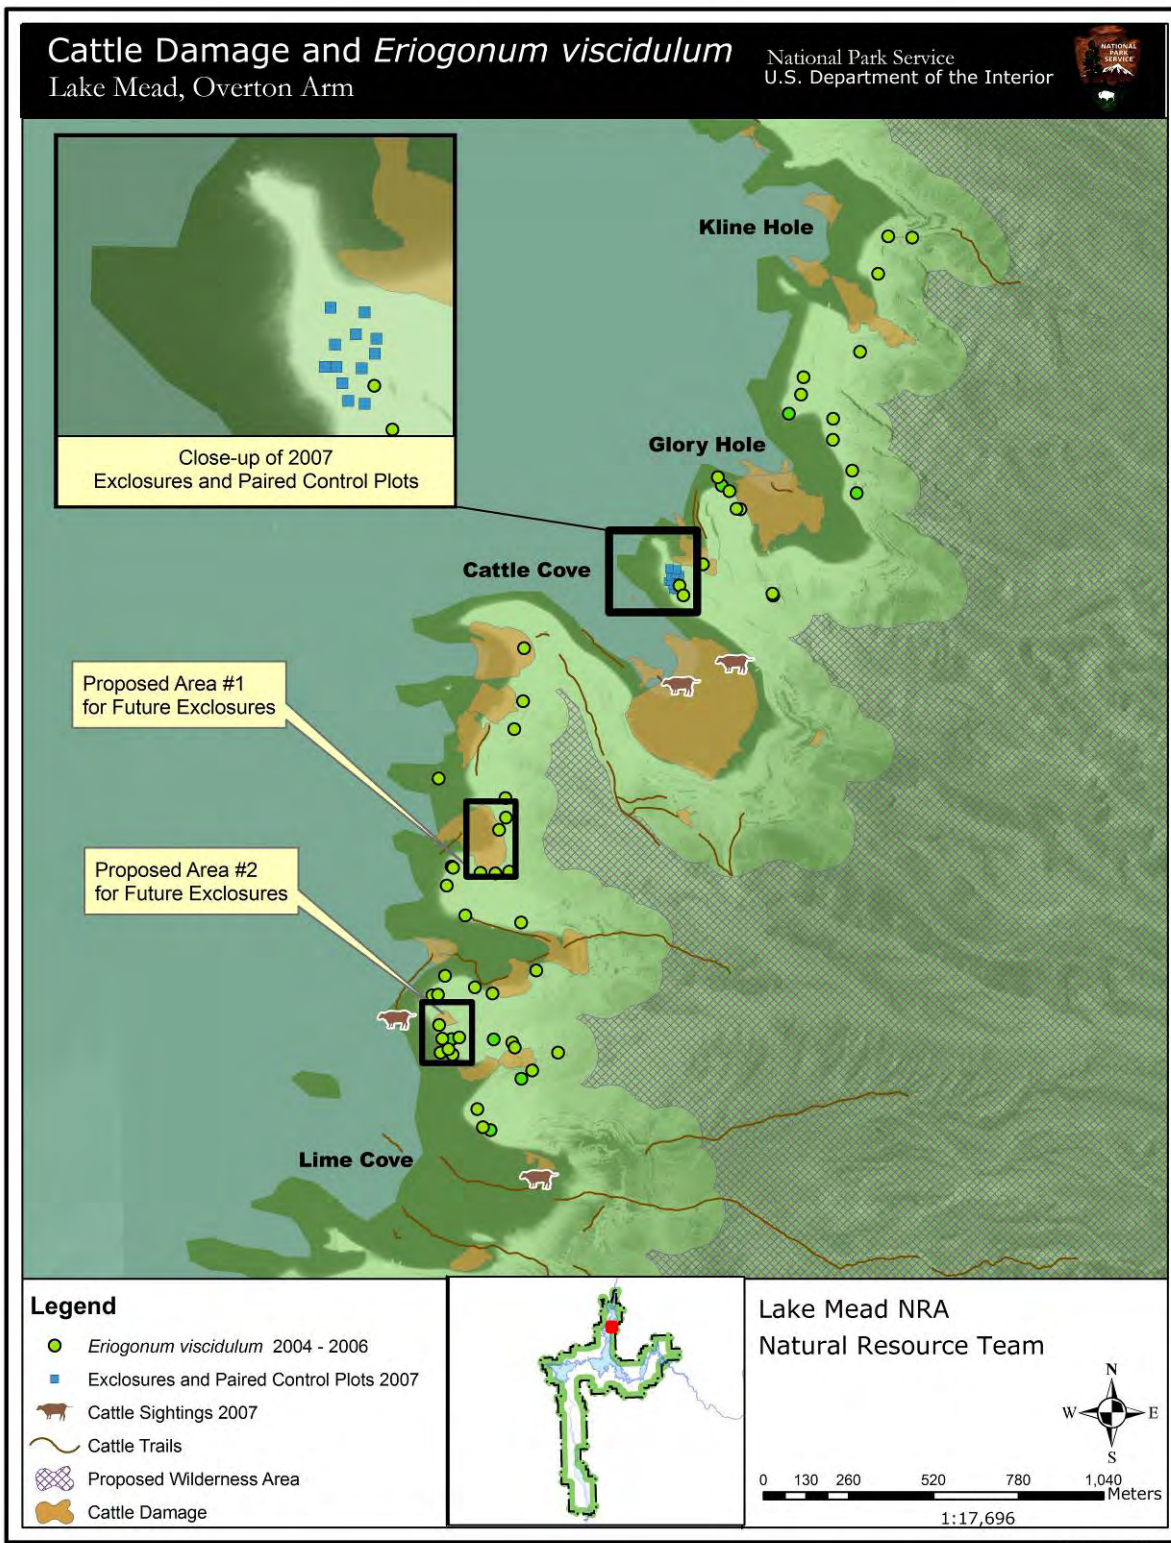 Cattle Damage and Eriogonum viscidulum
Lake Mead, Overton Arm
National Park Service
U.S. Department of the Interior
NATIONAL
PARK
SERVICE
Kline Hole
Close-up of 2007
Exclosures and Paired Control Plots
Glory Hole
Cattle Cove
Proposed Area #1
for Future Exclosures
Proposed Area #2
for Future Exclosures
Lime Cove
Legend
Eriogonum viscidulum 2004 - 2006
Exclosures and Paired Control Plots 2007
Cattle Sightings 2007
Cattle Trails
Proposed Wilderness Area
Cattle Damage
Lake Mead NRA
Natural Resource Team
N
W E
S
0 130 260 520 780 1,040
Meters
1:17,696